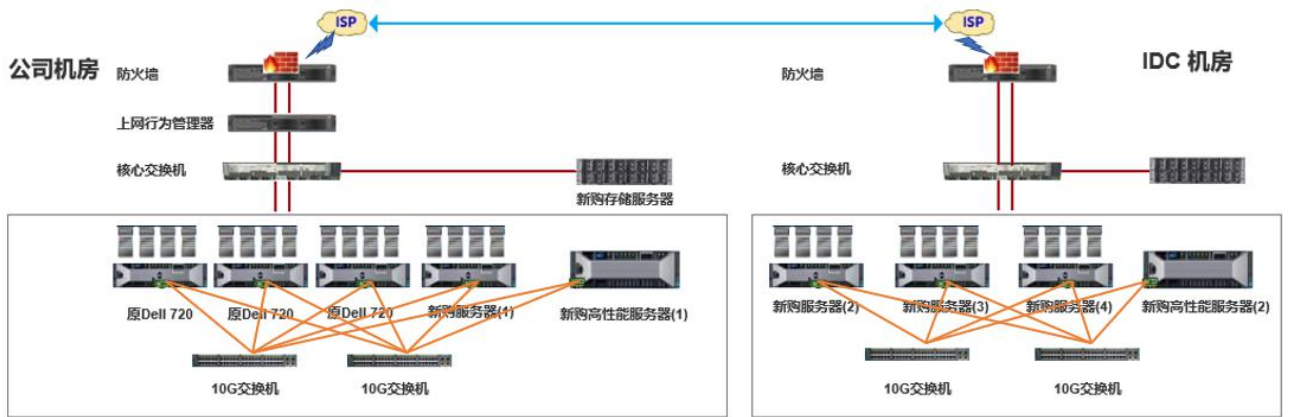 ISP
ISP
公司机房
IDC 机房
防火墙
防火墙
上网行为管理器
核心交换机
核心交换机
新购存储服务器
原Dell 720
原Dell 720
原Dell 720
新购服务器(1)
新购高性能服务器(1)
新购服务器(2)
新购服务器(3)
新购服务器(4)
新购高性能服务器(2)
10G交换机
10G交换机
10G交换机
10G交换机